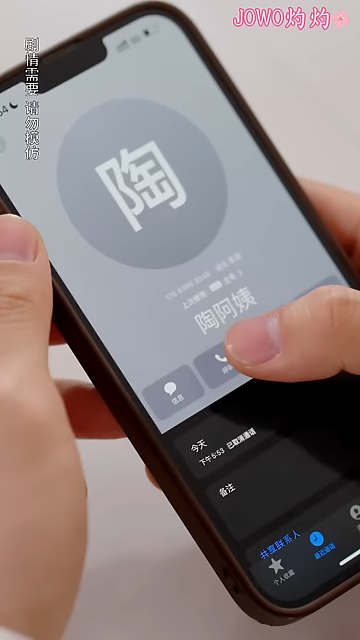 JOWO灼灼
剧情需要 请勿模仿
陶
陶阿姨
信息
今天
下午5:53 已取消通话
备注
共享联系人
个人收藏
最近通话